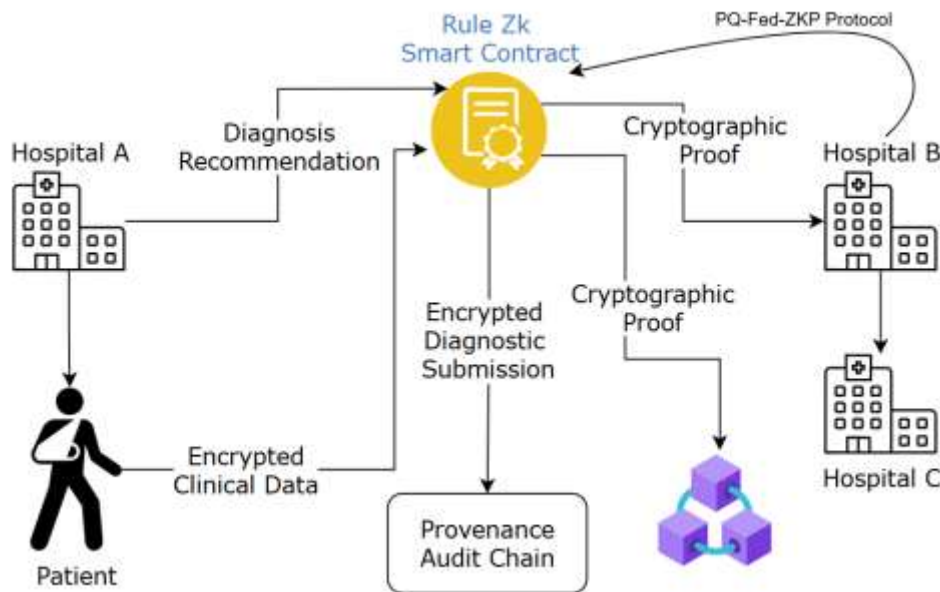 PQ-Fed-ZKP Protocol
Rule Zk
Smart Contract
Hospital A
Diagnosis
Recommendation
Cryptographic
Proof
Hospital B
Encrypted
Diagnostic
Submission
Cryptographic
Proof
Encrypted
Clinical Data
Hospital C
Provenance
Audit Chain
Patient